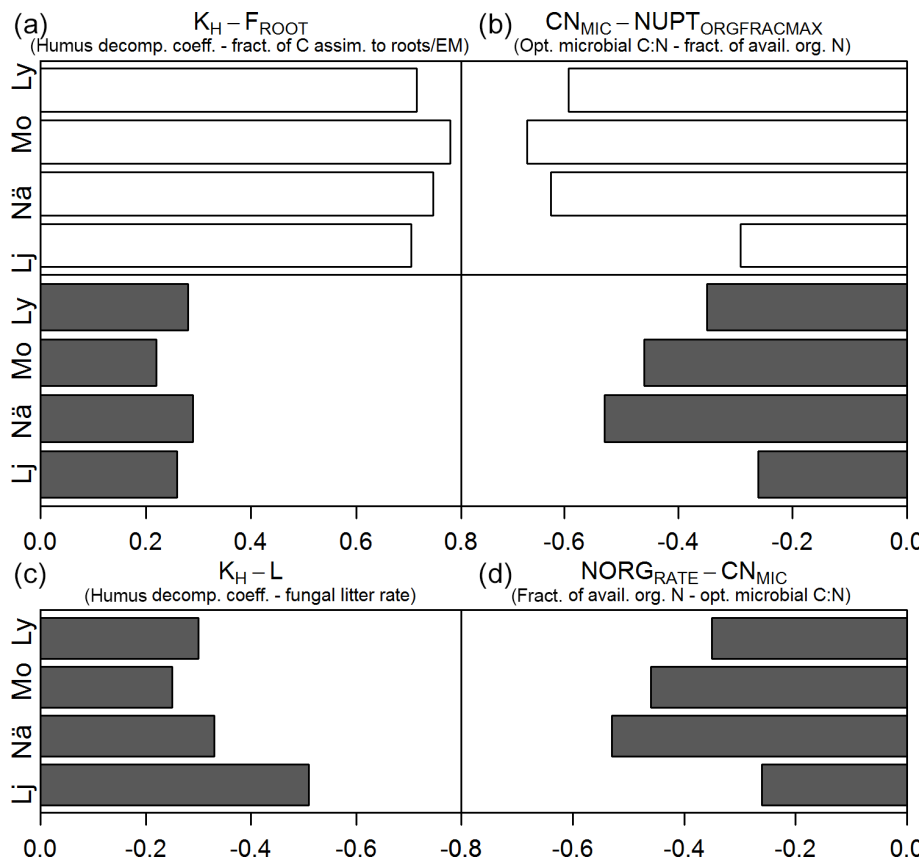 (a) K_H – F_ROOT
(Humus decomp. coeff. - fract. of C assim. to roots/EM)
(b) CN_MIC – NUPT_ORGFRACMAX
(Opt. microbial C:N - fract. of avail. org. N)
Ly
Mo
Nä
Lj
Ly
Mo
Nä
Lj
0.0 0.2 0.4 0.6 0.8 -0.6 -0.4 -0.2 0.0
(c) K_H – L
(Humus decomp. coeff. - fungal litter rate)
(d) NORG_RATE – CN_MIC
(Fract. of avail. org. N - opt. microbial C:N)
Ly
Mo
Nä
Lj
0.0 -0.2 -0.4 -0.6 -0.8 -0.6 -0.4 -0.2 0.0